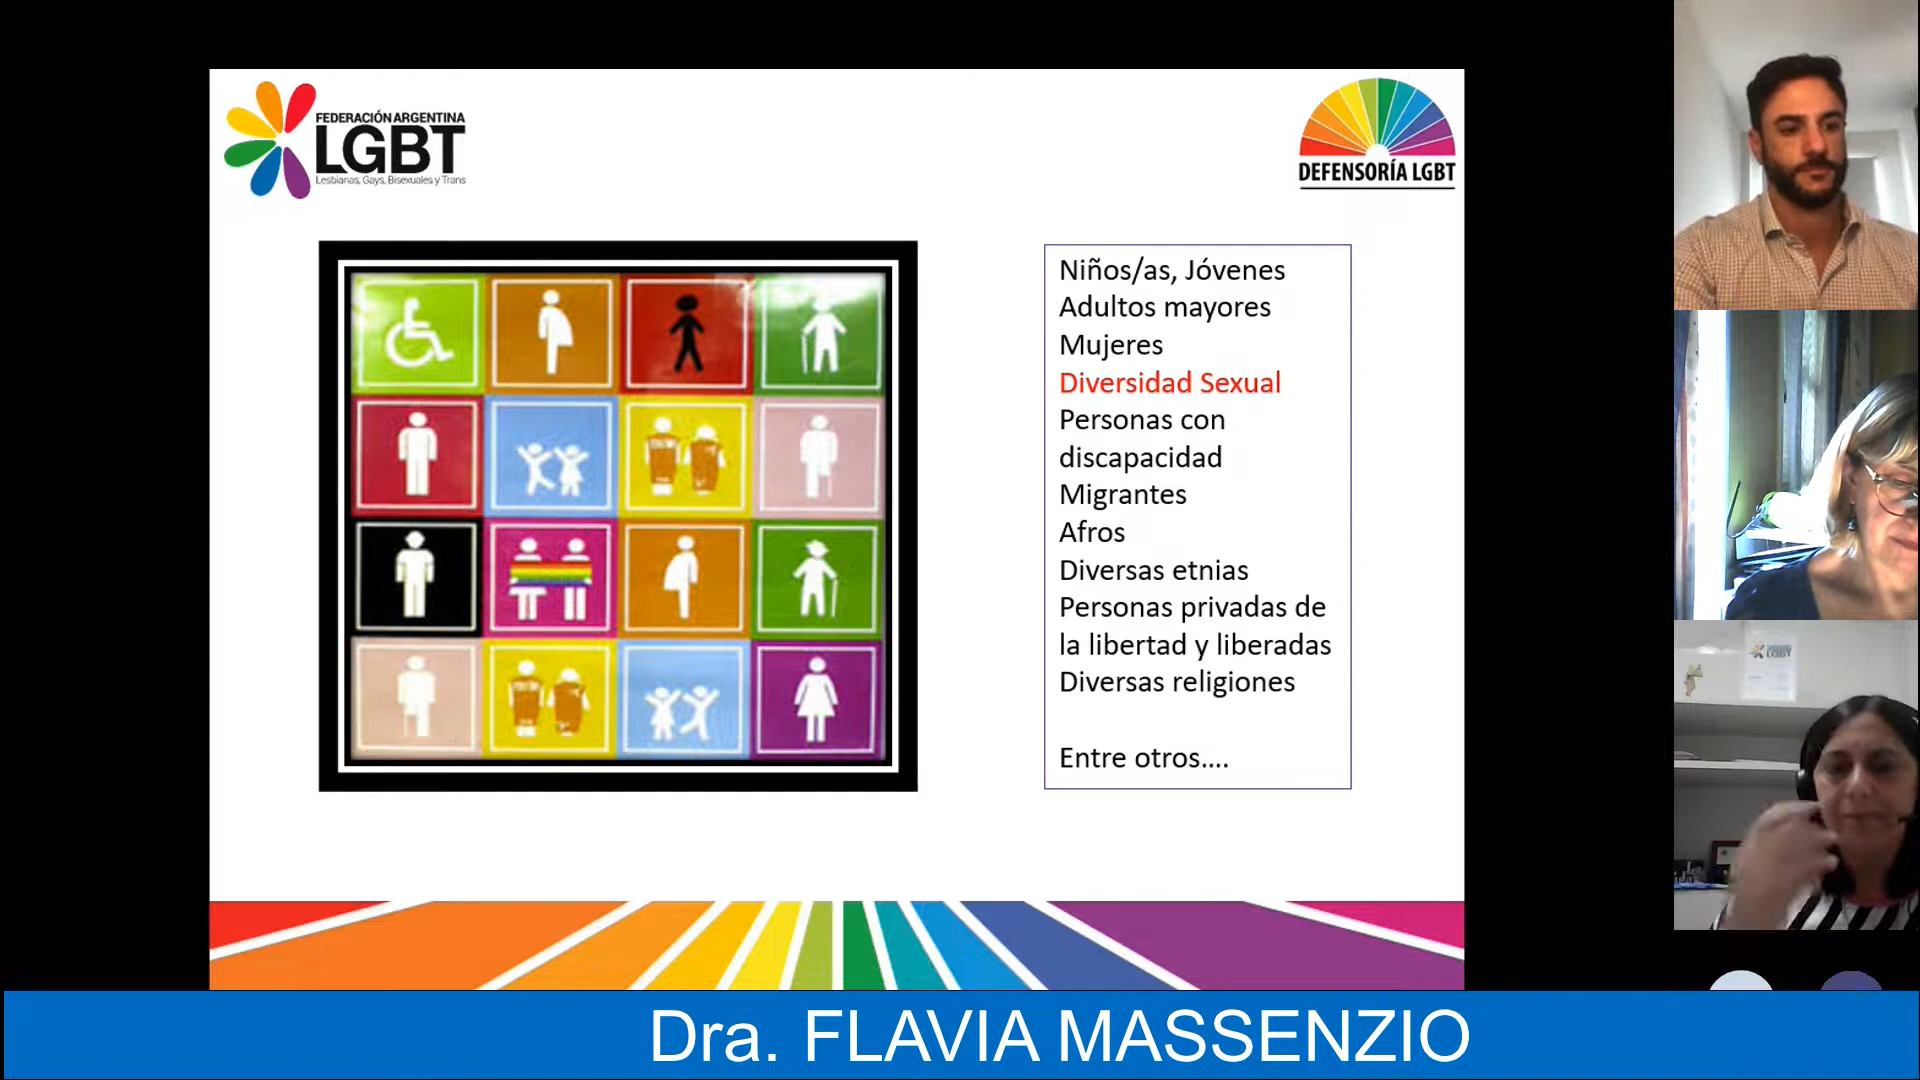 FEDERACIÓN ARGENTINA
LGBT
Lesbianas, Gays, Bisexuales y Trans
DEFENSORÍA LGBT
Niños/as, Jóvenes
Adultos mayores
Mujeres
Diversidad Sexual
Personas con
discapacidad
Migrantes
Afros
Diversas etnias
Personas privadas de
la libertad y liberadas
Diversas religiones
Entre otros....
LGBT
Dra. FLAVIA MASSENZIO